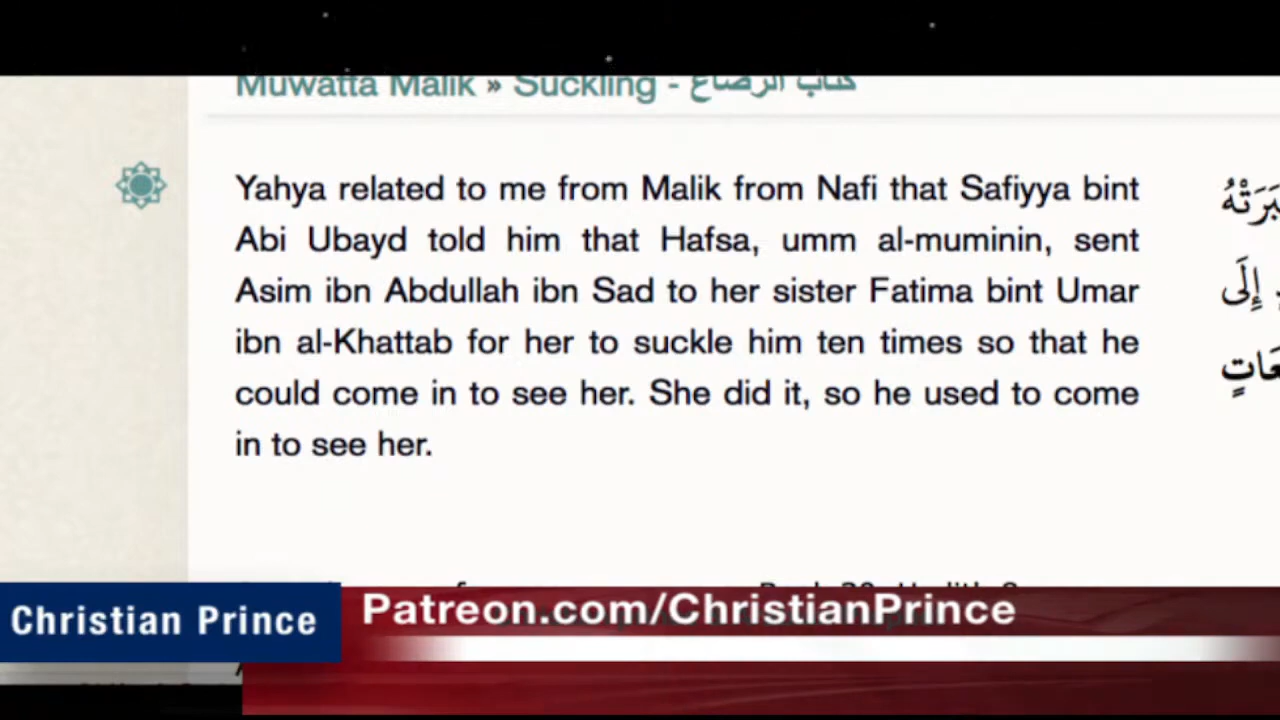 Muwatta Malik » Suckling - كتاب الرضاع
Yahya related to me from Malik from Nafi that Safiyya bint
Abi Ubayd told him that Hafsa, umm al-muminin, sent
Asim ibn Abdullah ibn Sad to her sister Fatima bint Umar
ibn al-Khattab for her to suckle him ten times so that he
could come in to see her. She did it, so he used to come
in to see her.
إِلَى
Christian Prince
Patreon.com/ChristianPrince